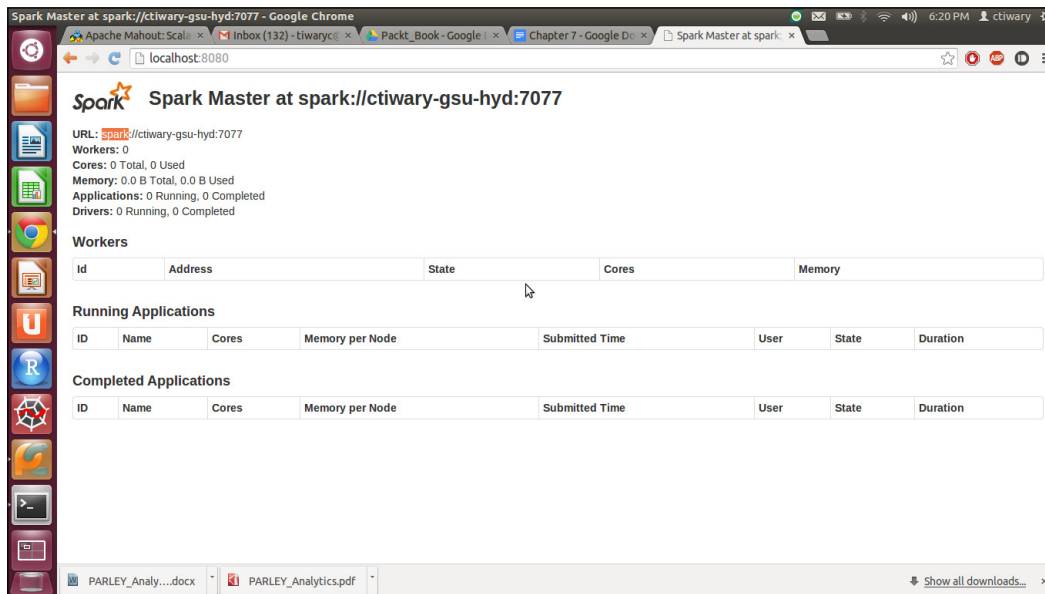 Spark Master at spark://ctiwary-gsu-hyd:7077 - Google Chrome
6:20 PM ctiwary
Apache Mahout: Scala
Inbox (132) - tiwaryc
Packt_Book - Google
Chapter 7 - Google Do
Spark Master at spark:
localhost:8080
ABP
Spark
Spark Master at spark://ctiwary-gsu-hyd:7077
URL: spark://ctiwary-gsu-hyd:7077
Workers: 0
Cores: 0 Total, 0 Used
Memory: 0.0 B Total, 0.0 B Used
Applications: 0 Running, 0 Completed
Drivers: 0 Running, 0 Completed
Workers
Id Address State Cores Memory
Running Applications
ID Name Cores Memory per Node Submitted Time User State Duration
Completed Applications
ID Name Cores Memory per Node Submitted Time User State Duration
PARLEY_Analy....docx
PARLEY_Analytics.pdf
Show all downloads...